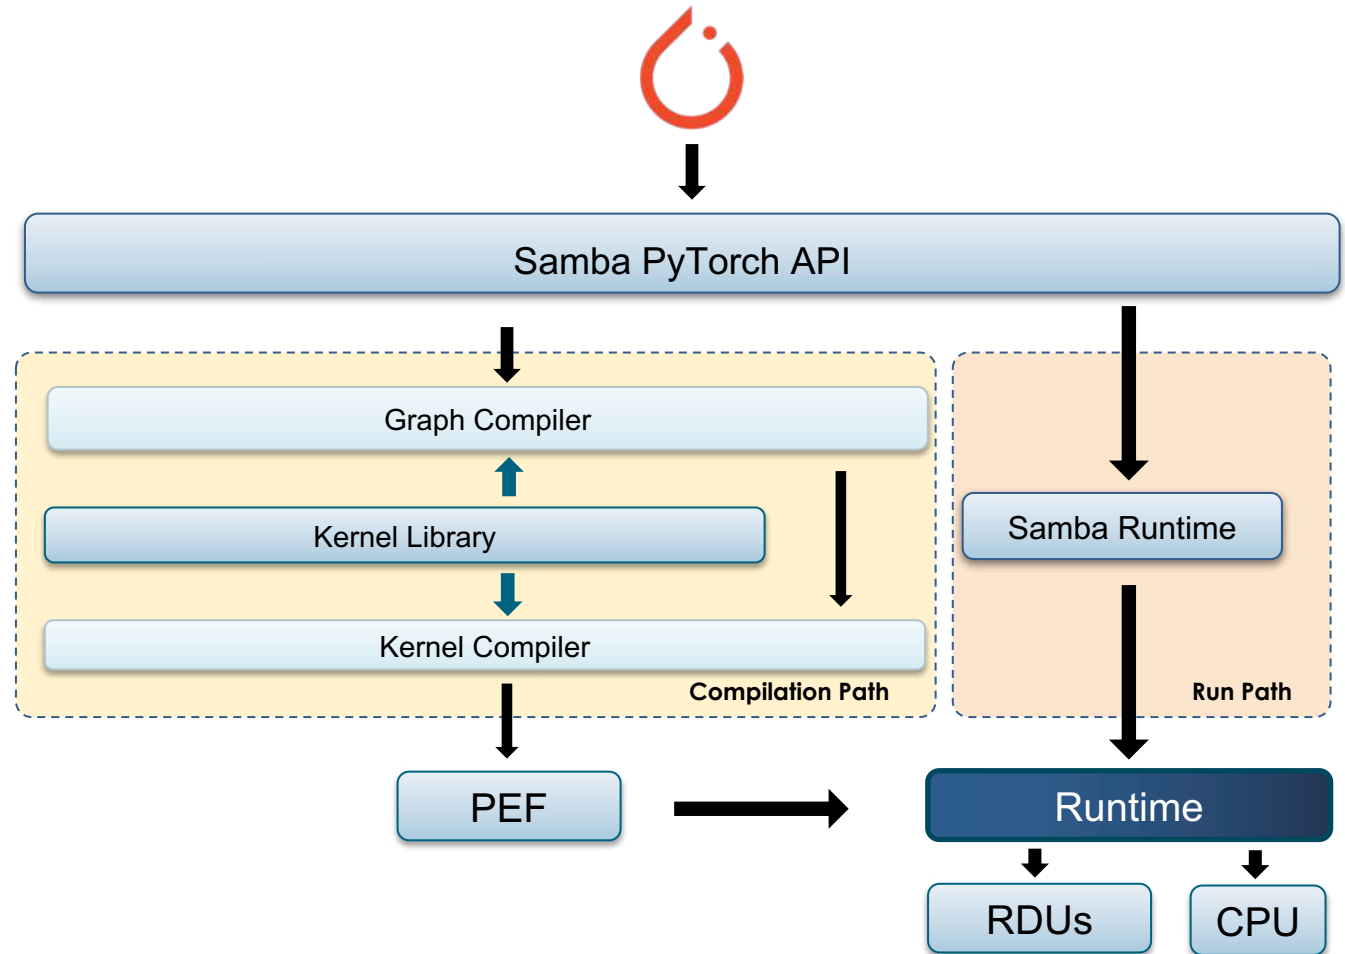 Samba PyTorch API
Graph Compiler
Kernel Library
Samba Runtime
Kernel Compiler
Compilation Path
Run Path
PEF
Runtime
RDUs
CPU